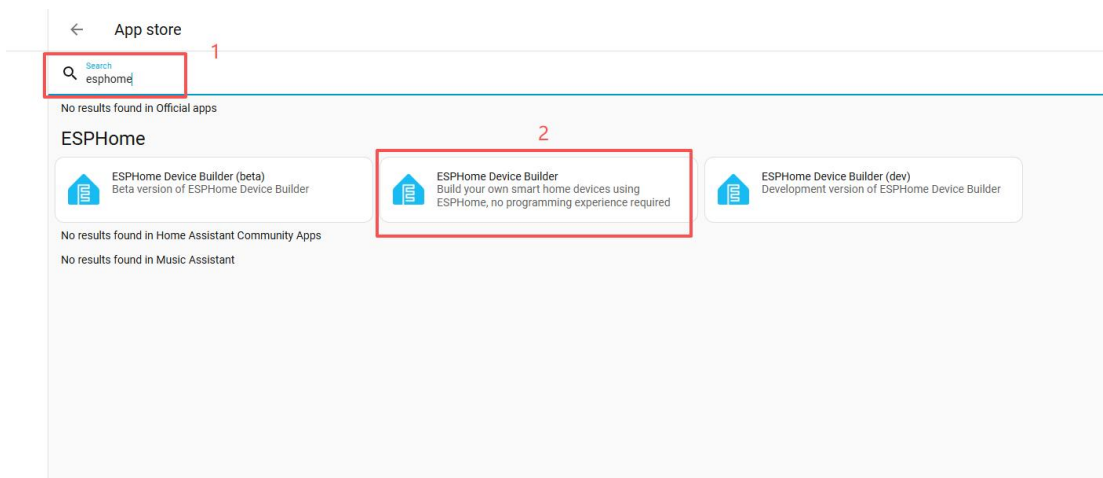 App store
1
Search
esphome
No results found in Official apps
ESPHome
2
ESPHome Device Builder (beta)
Beta version of ESPHome Device Builder
ESPHome Device Builder
Build your own smart home devices using
ESPHome, no programming experience required
ESPHome Device Builder (dev)
Development version of ESPHome Device Builder
No results found in Home Assistant Community Apps
No results found in Music Assistant